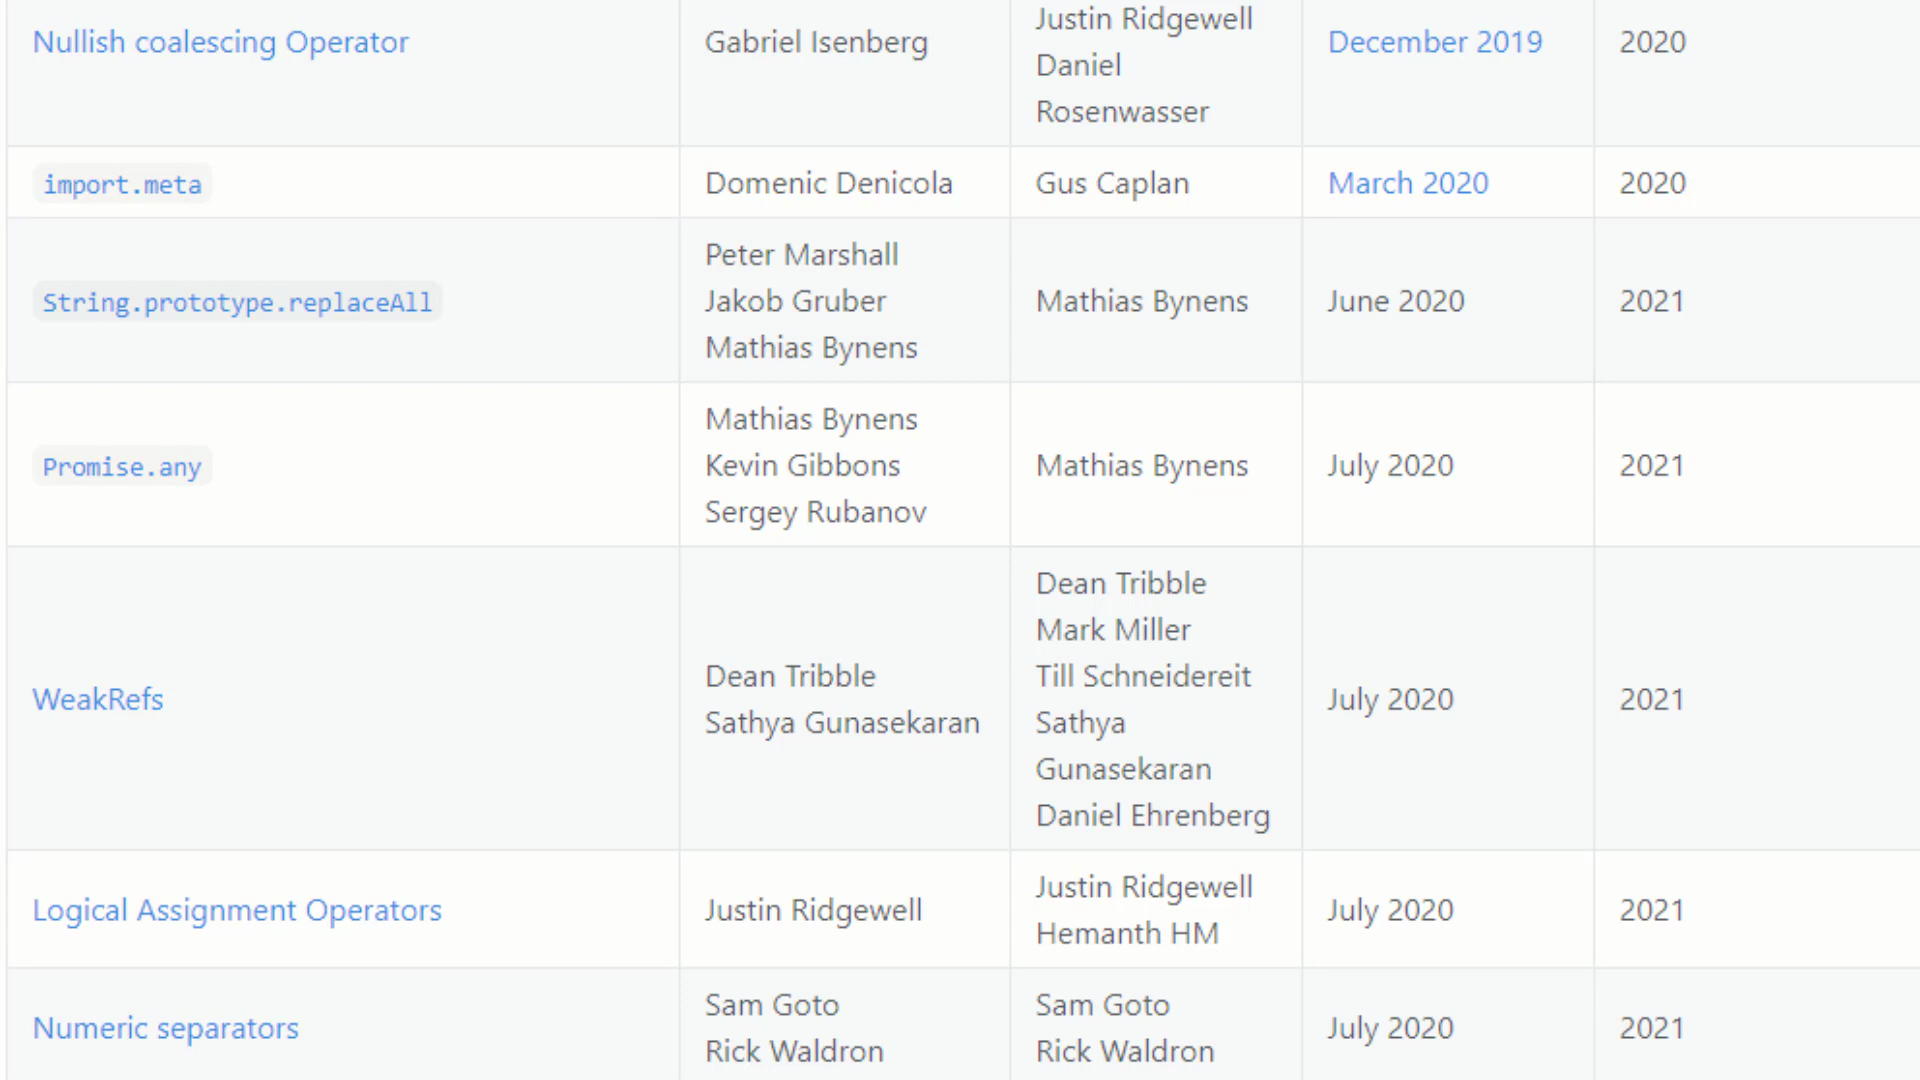 Nullish coalescing Operator
Gabriel Isenberg
Justin Ridgewell
Daniel
Rosenwasser
December 2019
2020
import.meta
Domenic Denicola
Gus Caplan
March 2020
2020
String.prototype.replaceAll
Peter Marshall
Jakob Gruber
Mathias Bynens
Mathias Bynens
June 2020
2021
Promise.any
Mathias Bynens
Kevin Gibbons
Sergey Rubanov
Mathias Bynens
July 2020
2021
WeakRefs
Dean Tribble
Sathya Gunasekaran
Dean Tribble
Mark Miller
Till Schneidereit
Sathya
Gunasekaran
Daniel Ehrenberg
July 2020
2021
Logical Assignment Operators
Justin Ridgewell
Justin Ridgewell
Hemanth HM
July 2020
2021
Numeric separators
Sam Goto
Rick Waldron
Sam Goto
Rick Waldron
July 2020
2021